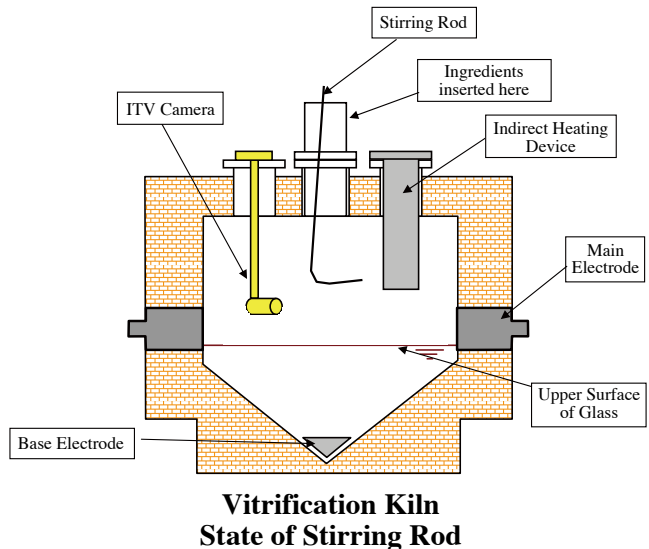 Stirring Rod
Ingredients
inserted here
ITV Camera
Indirect Heating
Device
Main
Electrode
Upper Surface
of Glass
Base Electrode
Vitrification Kiln
State of Stirring Rod